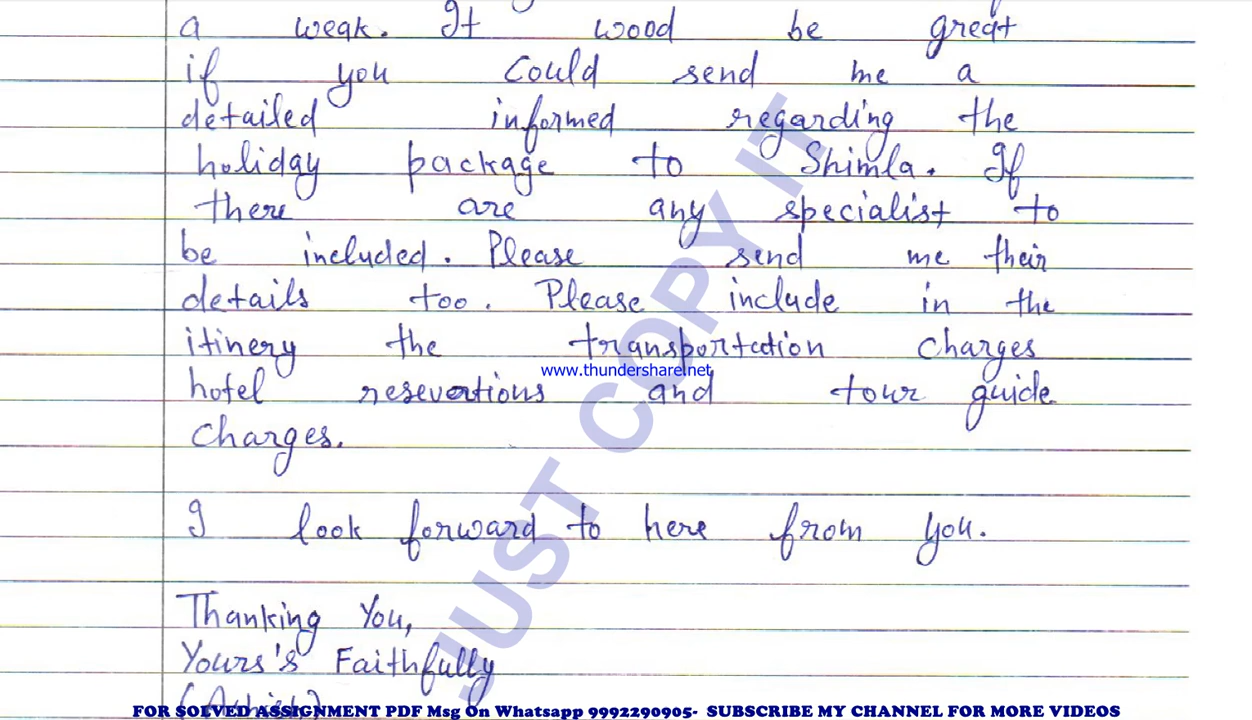 a weak. It wood be great
if you could send me a
detailed informed regarding the
holiday package to Shimla. If
there are any specialist to
be included. Please send me their
details too. Please include in the
itinery the transportation charges
www.thundershare.net
hotel resevertions and tour guide
charges.
I look forward to here from you.
Thanking You,
Yours's Faithfully
JUST COPY IT
FOR SOLVED ASSIGNMENT PDF Msg On Whatsapp 9992290905- SUBSCRIBE MY CHANNEL FOR MORE VIDEOS